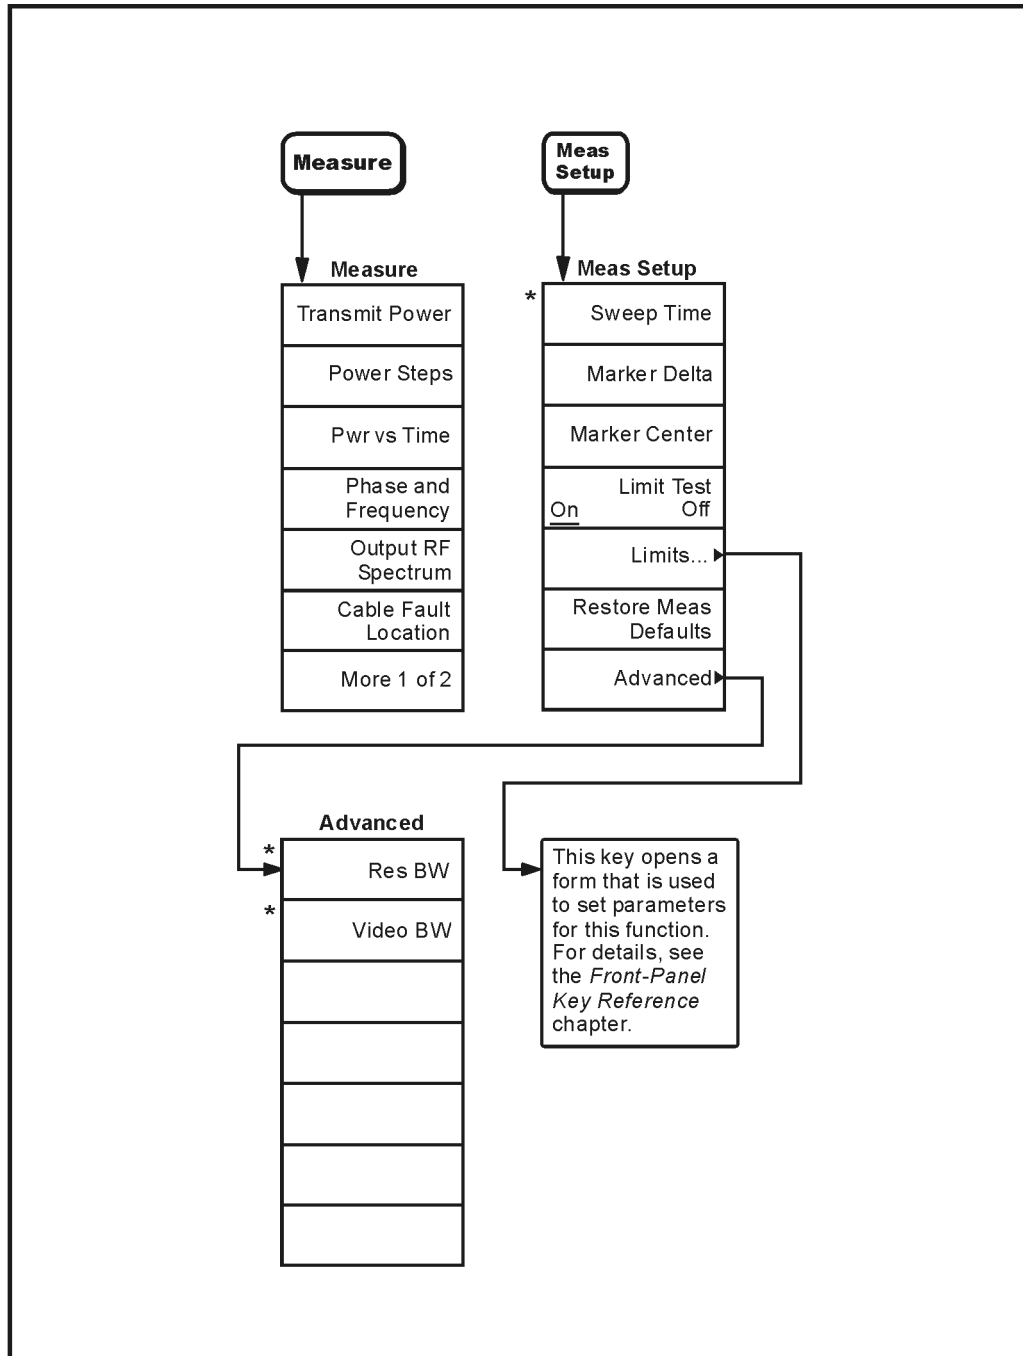 Measure
Meas
Setup
Measure
Transmit Power
Power Steps
Pwr vs Time
Phase and
Frequency
Output RF
Spectrum
Cable Fault
Location
More 1 of 2
Meas Setup
*
Sweep Time
Marker Delta
Marker Center
Limit Test
On Off
Limits...
Restore Meas
Defaults
Advanced
Advanced
*
Res BW
*
Video BW
This key opens a
form that is used
to set parameters
for this function.
For details, see
the Front-Panel
Key Reference
chapter.